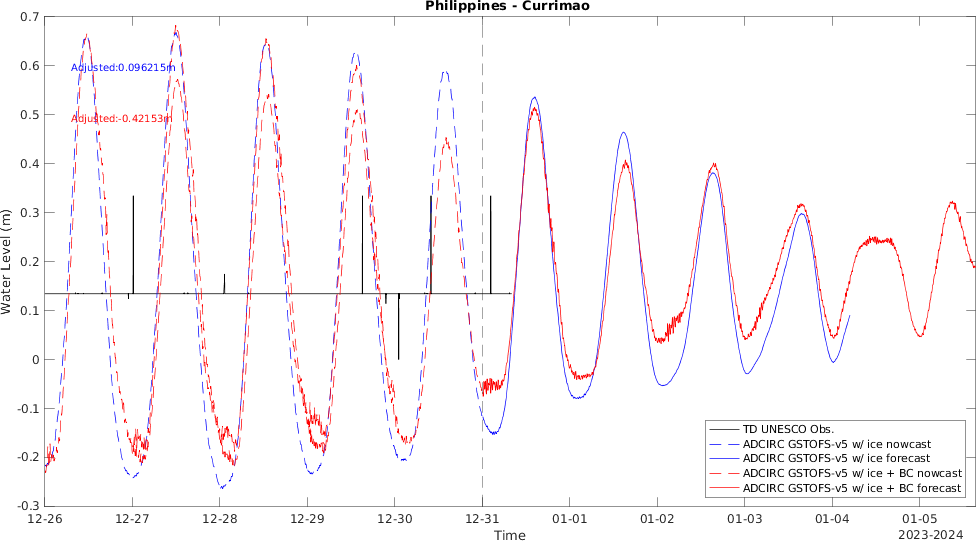 Philippines - Currimao
0.7
0.6
0.5
0.4
0.3
0.2
0.1
0
-0.1
-0.2
-0.3
Water Level (m)
Adjusted:0.096215m
Adjusted:-0.42153m
TD UNESCO Obs.
ADCIRC GSTOFS-v5 w/ ice nowcast
ADCIRC GSTOFS-v5 w/ ice forecast
ADCIRC GSTOFS-v5 w/ ice + BC nowcast
ADCIRC GSTOFS-v5 w/ ice + BC forecast
12-26 12-27 12-28 12-29 12-30 12-31 01-01 01-02 01-03 01-04 01-05
Time
2023-2024